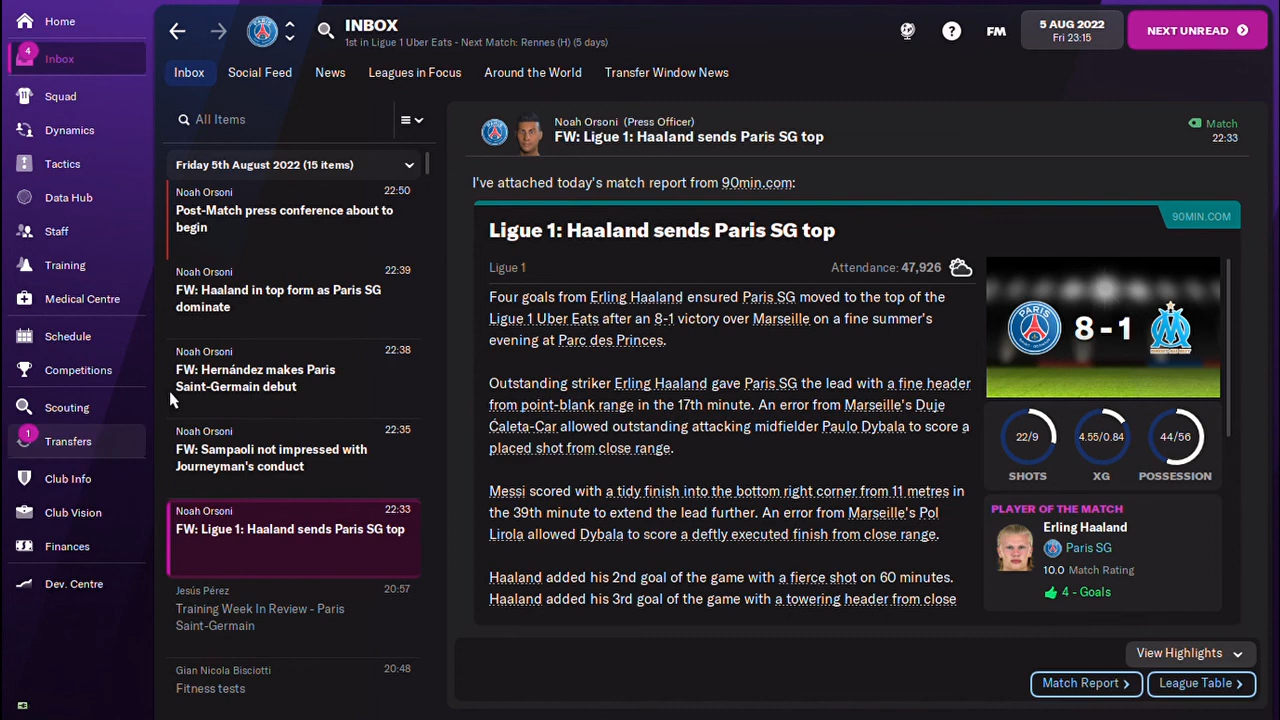 Home
4
Inbox
Squad
Dynamics
Tactics
Data Hub
Staff
Training
Medical Centre
Schedule
Competitions
Scouting
1
Transfers
Club Info
Club Vision
Finances
Dev. Centre
INBOX
1st in Ligue 1 Uber Eats - Next Match: Rennes (H) (5 days)
FM
5 AUG 2022
Fri 23:15
NEXT UNREAD
Inbox Social Feed News Leagues in Focus Around the World Transfer Window News
All Items
Friday 5th August 2022 (15 items)
Noah Orsoni 22:50
Post-Match press conference about to
begin
Noah Orsoni 22:39
FW: Haaland in top form as Paris SG
dominate
Noah Orsoni 22:38
FW: Hernández makes Paris
Saint-Germain debut
Noah Orsoni 22:35
FW: Sampaoli not impressed with
Journeyman's conduct
Noah Orsoni 22:33
FW: Ligue 1: Haaland sends Paris SG top
Jesús Pérez 20:57
Training Week In Review - Paris
Saint-Germain
Gian Nicola Bisciotti 20:48
Fitness tests
Noah Orsoni (Press Officer)
FW: Ligue 1: Haaland sends Paris SG top
Match
22:33
I've attached today's match report from 90min.com:
90MIN.COM
Ligue 1: Haaland sends Paris SG top
Ligue 1 Attendance: 47,926
Four goals from Erling Haaland ensured Paris SG moved to the top of the
Ligue 1 Uber Eats after an 8-1 victory over Marseille on a fine summer's
evening at Parc des Princes.
Outstanding striker Erling Haaland gave Paris SG the lead with a fine header
from point-blank range in the 17th minute. An error from Marseille's Duje
Caleta-Car allowed outstanding attacking midfielder Paulo Dybala to score a
placed shot from close range.
Messi scored with a tidy finish into the bottom right corner from 11 metres in
the 39th minute to extend the lead further. An error from Marseille's Pol
Lirola allowed Dybala to score a deftly executed finish from close range.
Haaland added his 2nd goal of the game with a fierce shot on 60 minutes.
Haaland added his 3rd goal of the game with a towering header from close
PARIS
8 - 1
22/9 4.55/0.84 44/56
SHOTS XG POSSESSION
PLAYER OF THE MATCH
Erling Haaland
Paris SG
10.0 Match Rating
4 - Goals
View Highlights
Match Report League Table